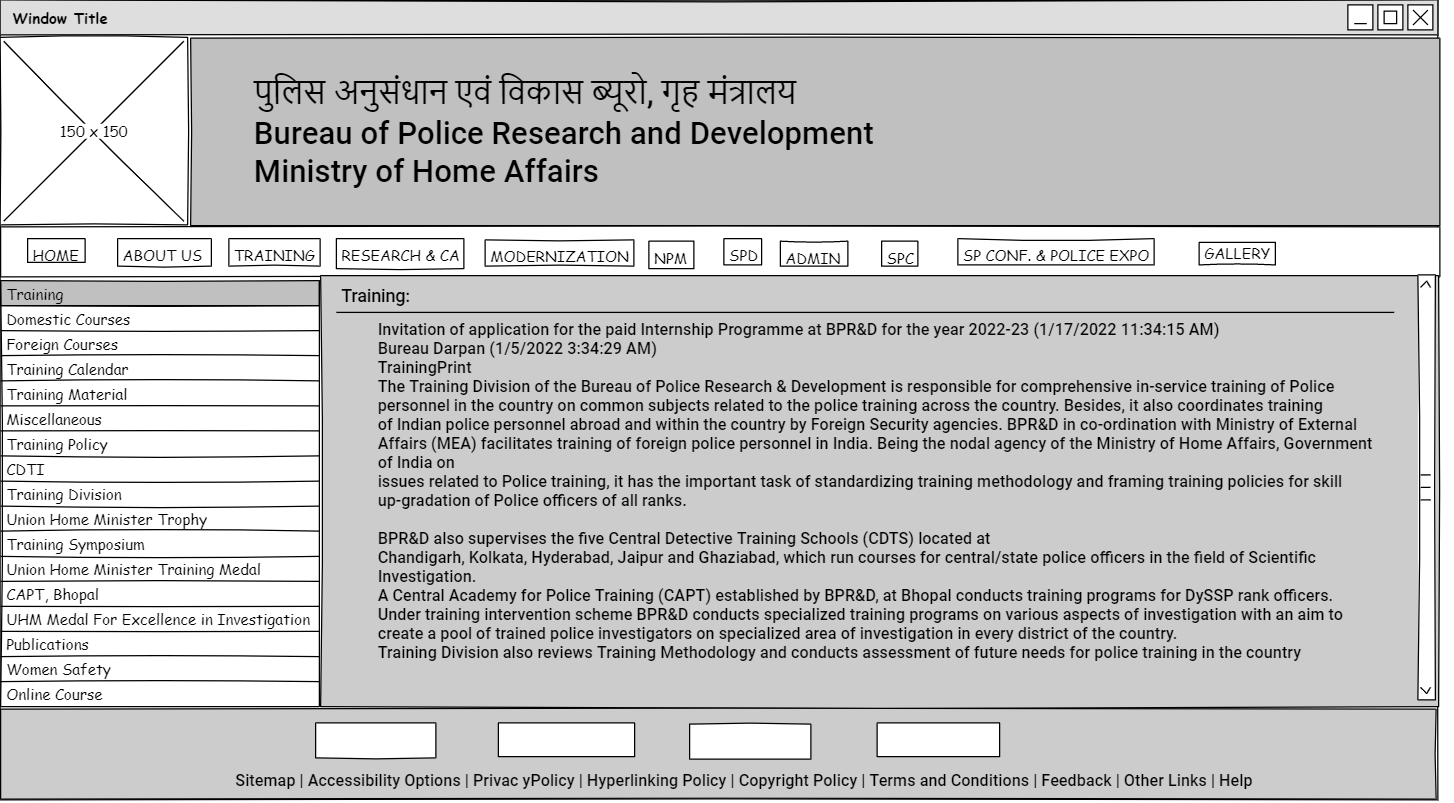 Window Title
150 x 150
पुलिस अनुसंधान एवं विकास ब्यूरो, गृह मंत्रालय
Bureau of Police Research and Development
Ministry of Home Affairs
HOME ABOUT US TRAINING RESEARCH & CA MODERNIZATION NPM SPD ADMIN SPC SP CONF. & POLICE EXPO GALLERY
Training
Domestic Courses
Foreign Courses
Training Calendar
Training Material
Miscellaneous
Training Policy
CDTI
Training Division
Union Home Minister Trophy
Training Symposium
Union Home Minister Training Medal
CAPT, Bhopal
UHM Medal For Excellence in Investigation
Publications
Women Safety
Online Course
Training:
Invitation of application for the paid Internship Programme at BPR&D for the year 2022-23 (1/17/2022 11:34:15 AM)
Bureau Darpan (1/5/2022 3:34:29 AM)
TrainingPrint
The Training Division of the Bureau of Police Research & Development is responsible for comprehensive in-service training of Police
personnel in the country on common subjects related to the police training across the country. Besides, it also coordinates training
of Indian police personnel abroad and within the country by Foreign Security agencies. BPR&D in co-ordination with Ministry of External
Affairs (MEA) facilitates training of foreign police personnel in India. Being the nodal agency of the Ministry of Home Affairs, Government
of India on
issues related to Police training, it has the important task of standardizing training methodology and framing training policies for skill
up-gradation of Police officers of all ranks.
BPR&D also supervises the five Central Detective Training Schools (CDTS) located at
Chandigarh, Kolkata, Hyderabad, Jaipur and Ghaziabad, which run courses for central/state police officers in the field of Scientific
Investigation.
A Central Academy for Police Training (CAPT) established by BPR&D, at Bhopal conducts training programs for DySSP rank officers.
Under training intervention scheme BPR&D conducts specialized training programs on various aspects of investigation with an aim to
create a pool of trained police investigators on specialized area of investigation in every district of the country.
Training Division also reviews Training Methodology and conducts assessment of future needs for police training in the country
Sitemap | Accessibility Options | Privac yPolicy | Hyperlinking Policy | Copyright Policy | Terms and Conditions | Feedback | Other Links | Help